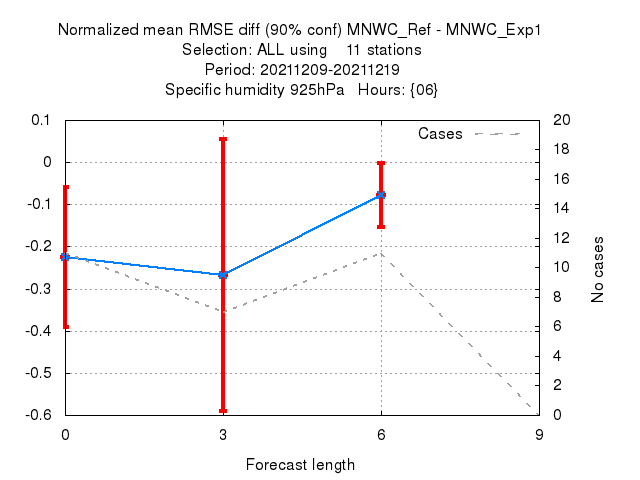 Normalized mean RMSE diff (90% conf) MNWC_Ref - MNWC_Exp1
Selection: ALL using 11 stations
Period: 20211209-20211219
Specific humidity 925hPa Hours: {06}
Cases
0.1
0
-0.1
-0.2
-0.3
-0.4
-0.5
-0.6
20
18
16
14
12
10
8
6
4
2
0
No cases
0 3 6 9
Forecast length